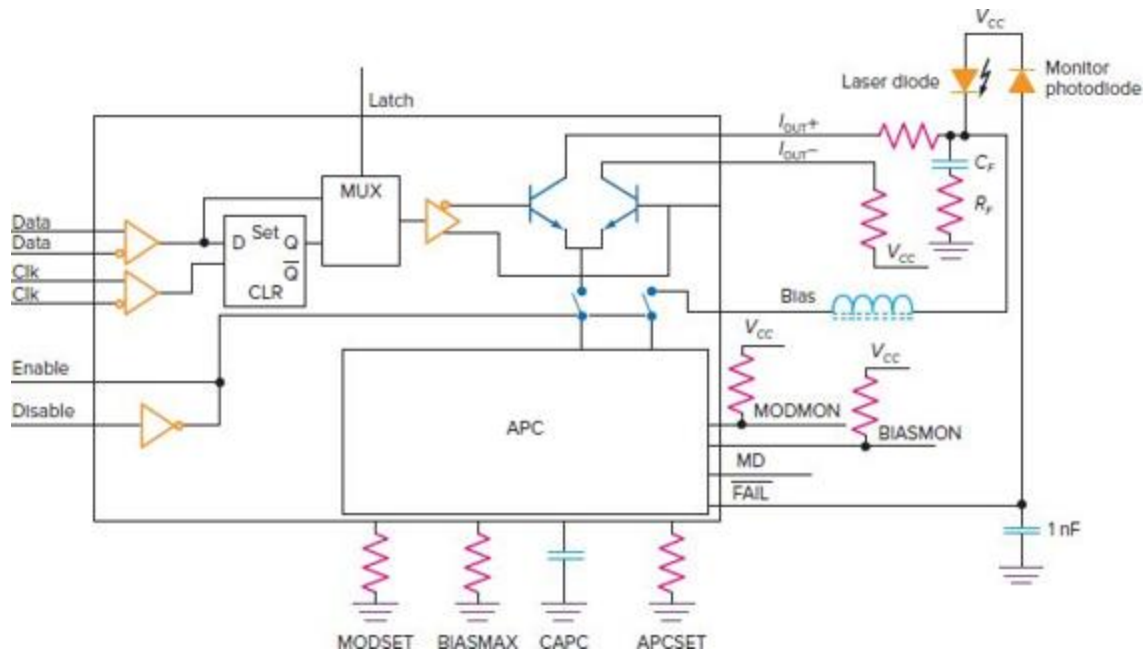 V_CC
Laser diode
Monitor
photodiode
Latch
I_OUT+
I_OUT−
C_F
R_F
V_CC
MUX
Data
Data
Clk
Clk
D
Set
Q
Q̅
CLR
Bias
V_CC
V_CC
Enable
Disable
APC
MODMON
BIASMON
MD
F̅A̅I̅L̅
1 nF
MODSET
BIASMAX
CAPC
APCSET